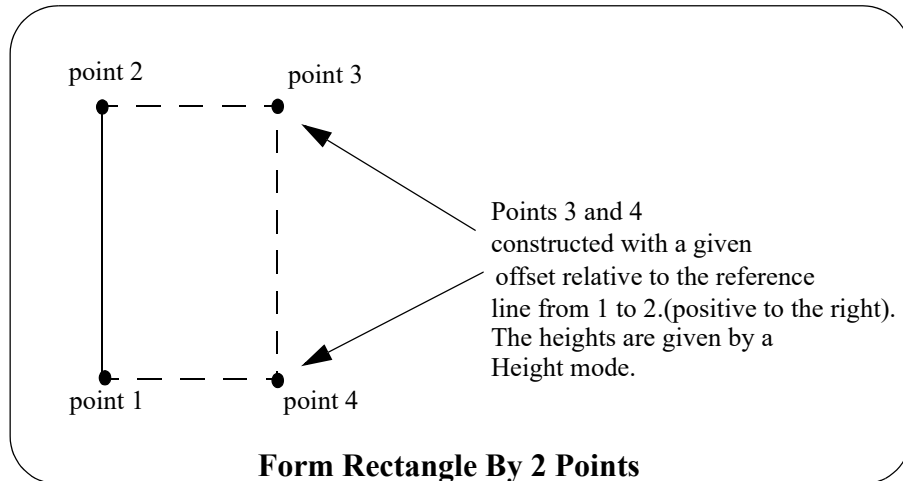 point 2
point 3
Points 3 and 4
constructed with a given
offset relative to the reference
line from 1 to 2.(positive to the right).
The heights are given by a
Height mode.
point 1
point 4
Form Rectangle By 2 Points